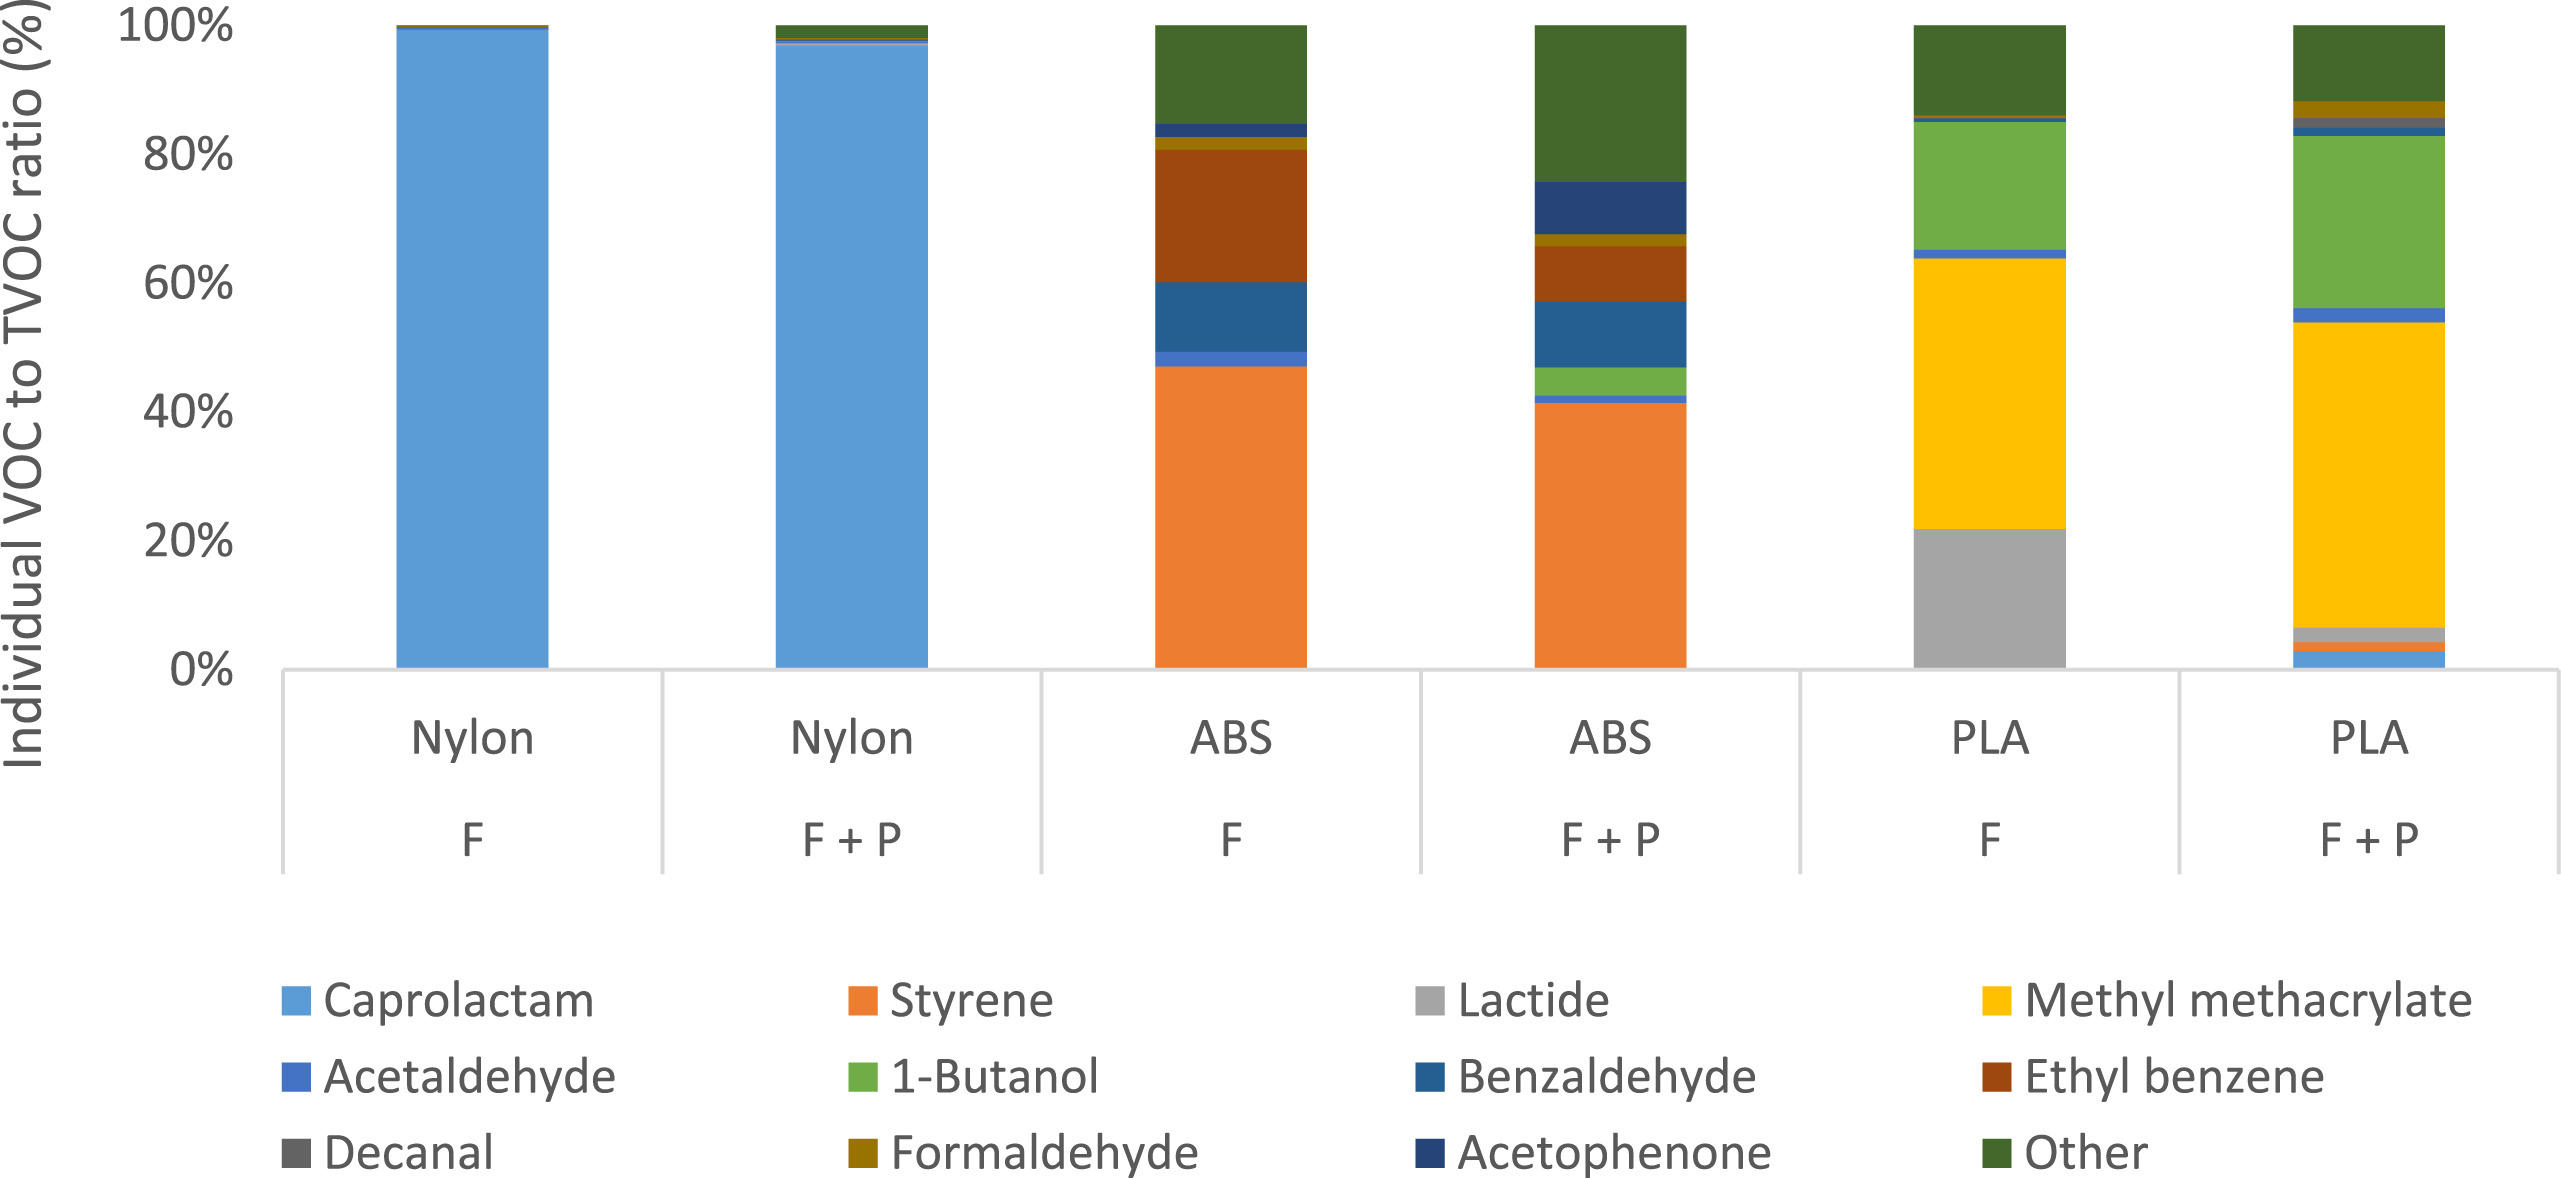 Individual VOC to TVOC ratio (%)
100%
80%
60%
40%
20%
0%
Nylon Nylon ABS ABS PLA PLA
F F + P F F + P F F + P
Caprolactam Styrene Lactide Methyl methacrylate
Acetaldehyde 1-Butanol Benzaldehyde Ethyl benzene
Decanal Formaldehyde Acetophenone Other